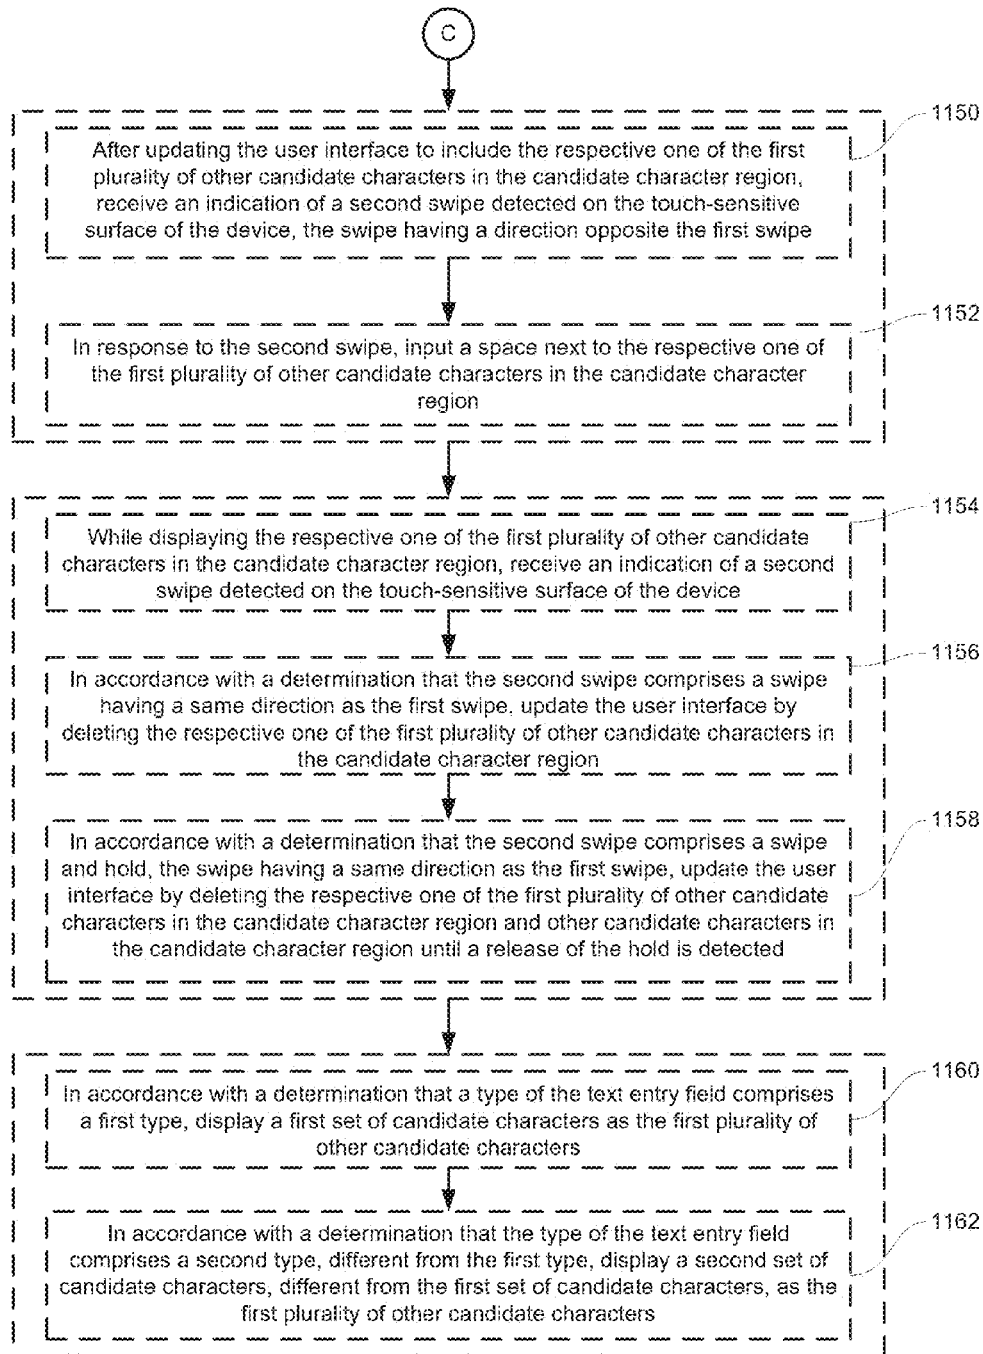 C
1150
After updating the user interface to include the respective one of the first
plurality of other candidate characters in the candidate character region,
receive an indication of a second swipe detected on the touch-sensitive
surface of the device, the swipe having a direction opposite the first swipe
1152
In response to the second swipe, input a space next to the respective one of
the first plurality of other candidate characters in the candidate character
region
1154
While displaying the respective one of the first plurality of other candidate
characters in the candidate character region, receive an indication of a second
swipe detected on the touch-sensitive surface of the device
1156
In accordance with a determination that the second swipe comprises a swipe
having a same direction as the first swipe, update the user interface by
deleting the respective one of the first plurality of other candidate characters in
the candidate character region
1158
In accordance with a determination that the second swipe comprises a swipe
and hold, the swipe having a same direction as the first swipe, update the user
interface by deleting the respective one of the first plurality of other candidate
characters in the candidate character region and other candidate characters in
the candidate character region until a release of the hold is detected
1160
In accordance with a determination that a type of the text entry field comprises
a first type, display a first set of candidate characters as the first plurality of
other candidate characters
1162
In accordance with a determination that the type of the text entry field
comprises a second type, different from the first type, display a second set of
candidate characters, different from the first set of candidate characters, as the
first plurality of other candidate characters